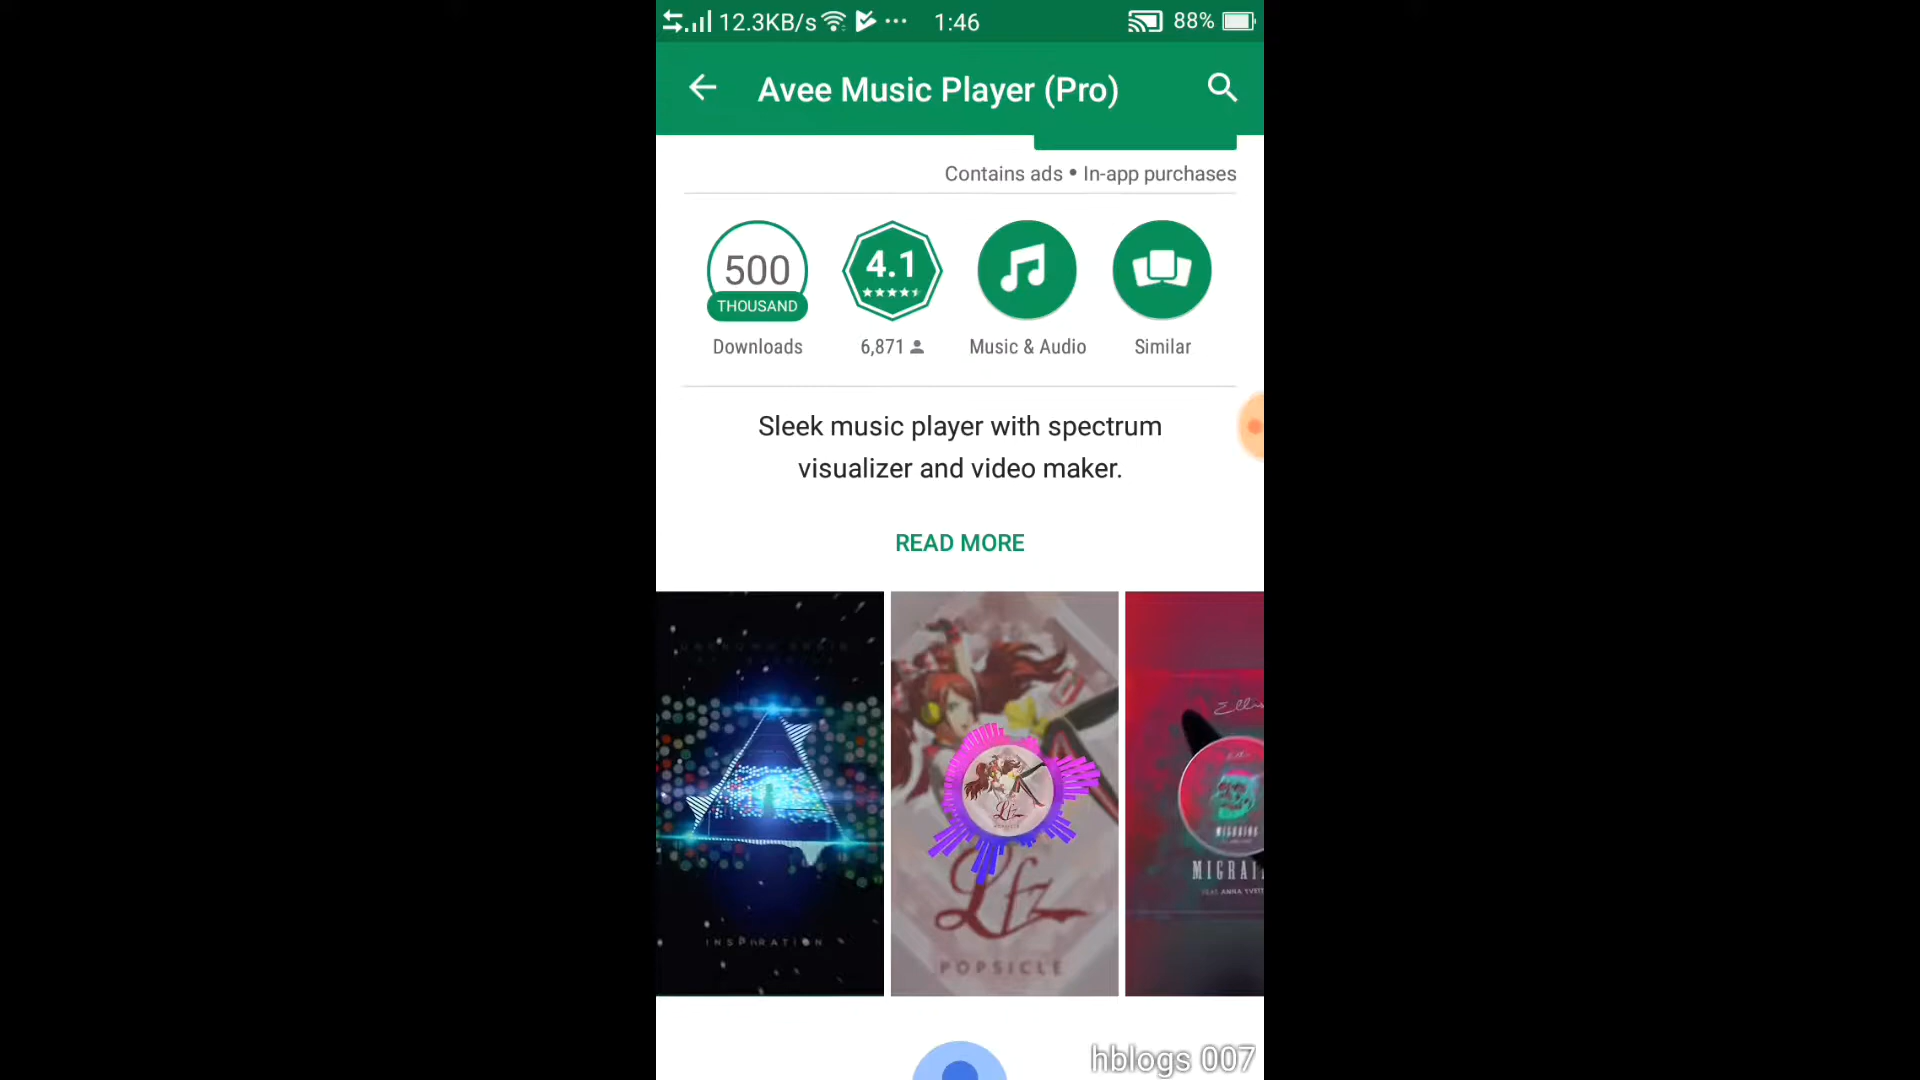 12.3KB/s ... 1:46 88%
Avee Music Player (Pro)
Contains ads • In-app purchases
500
THOUSAND
4.1
Downloads
6,871
Music & Audio
Similar
Sleek music player with spectrum
visualizer and video maker.
READ MORE
INSPIRATION
Lfz
POPSICLE
MIGRAI
hblogs 007